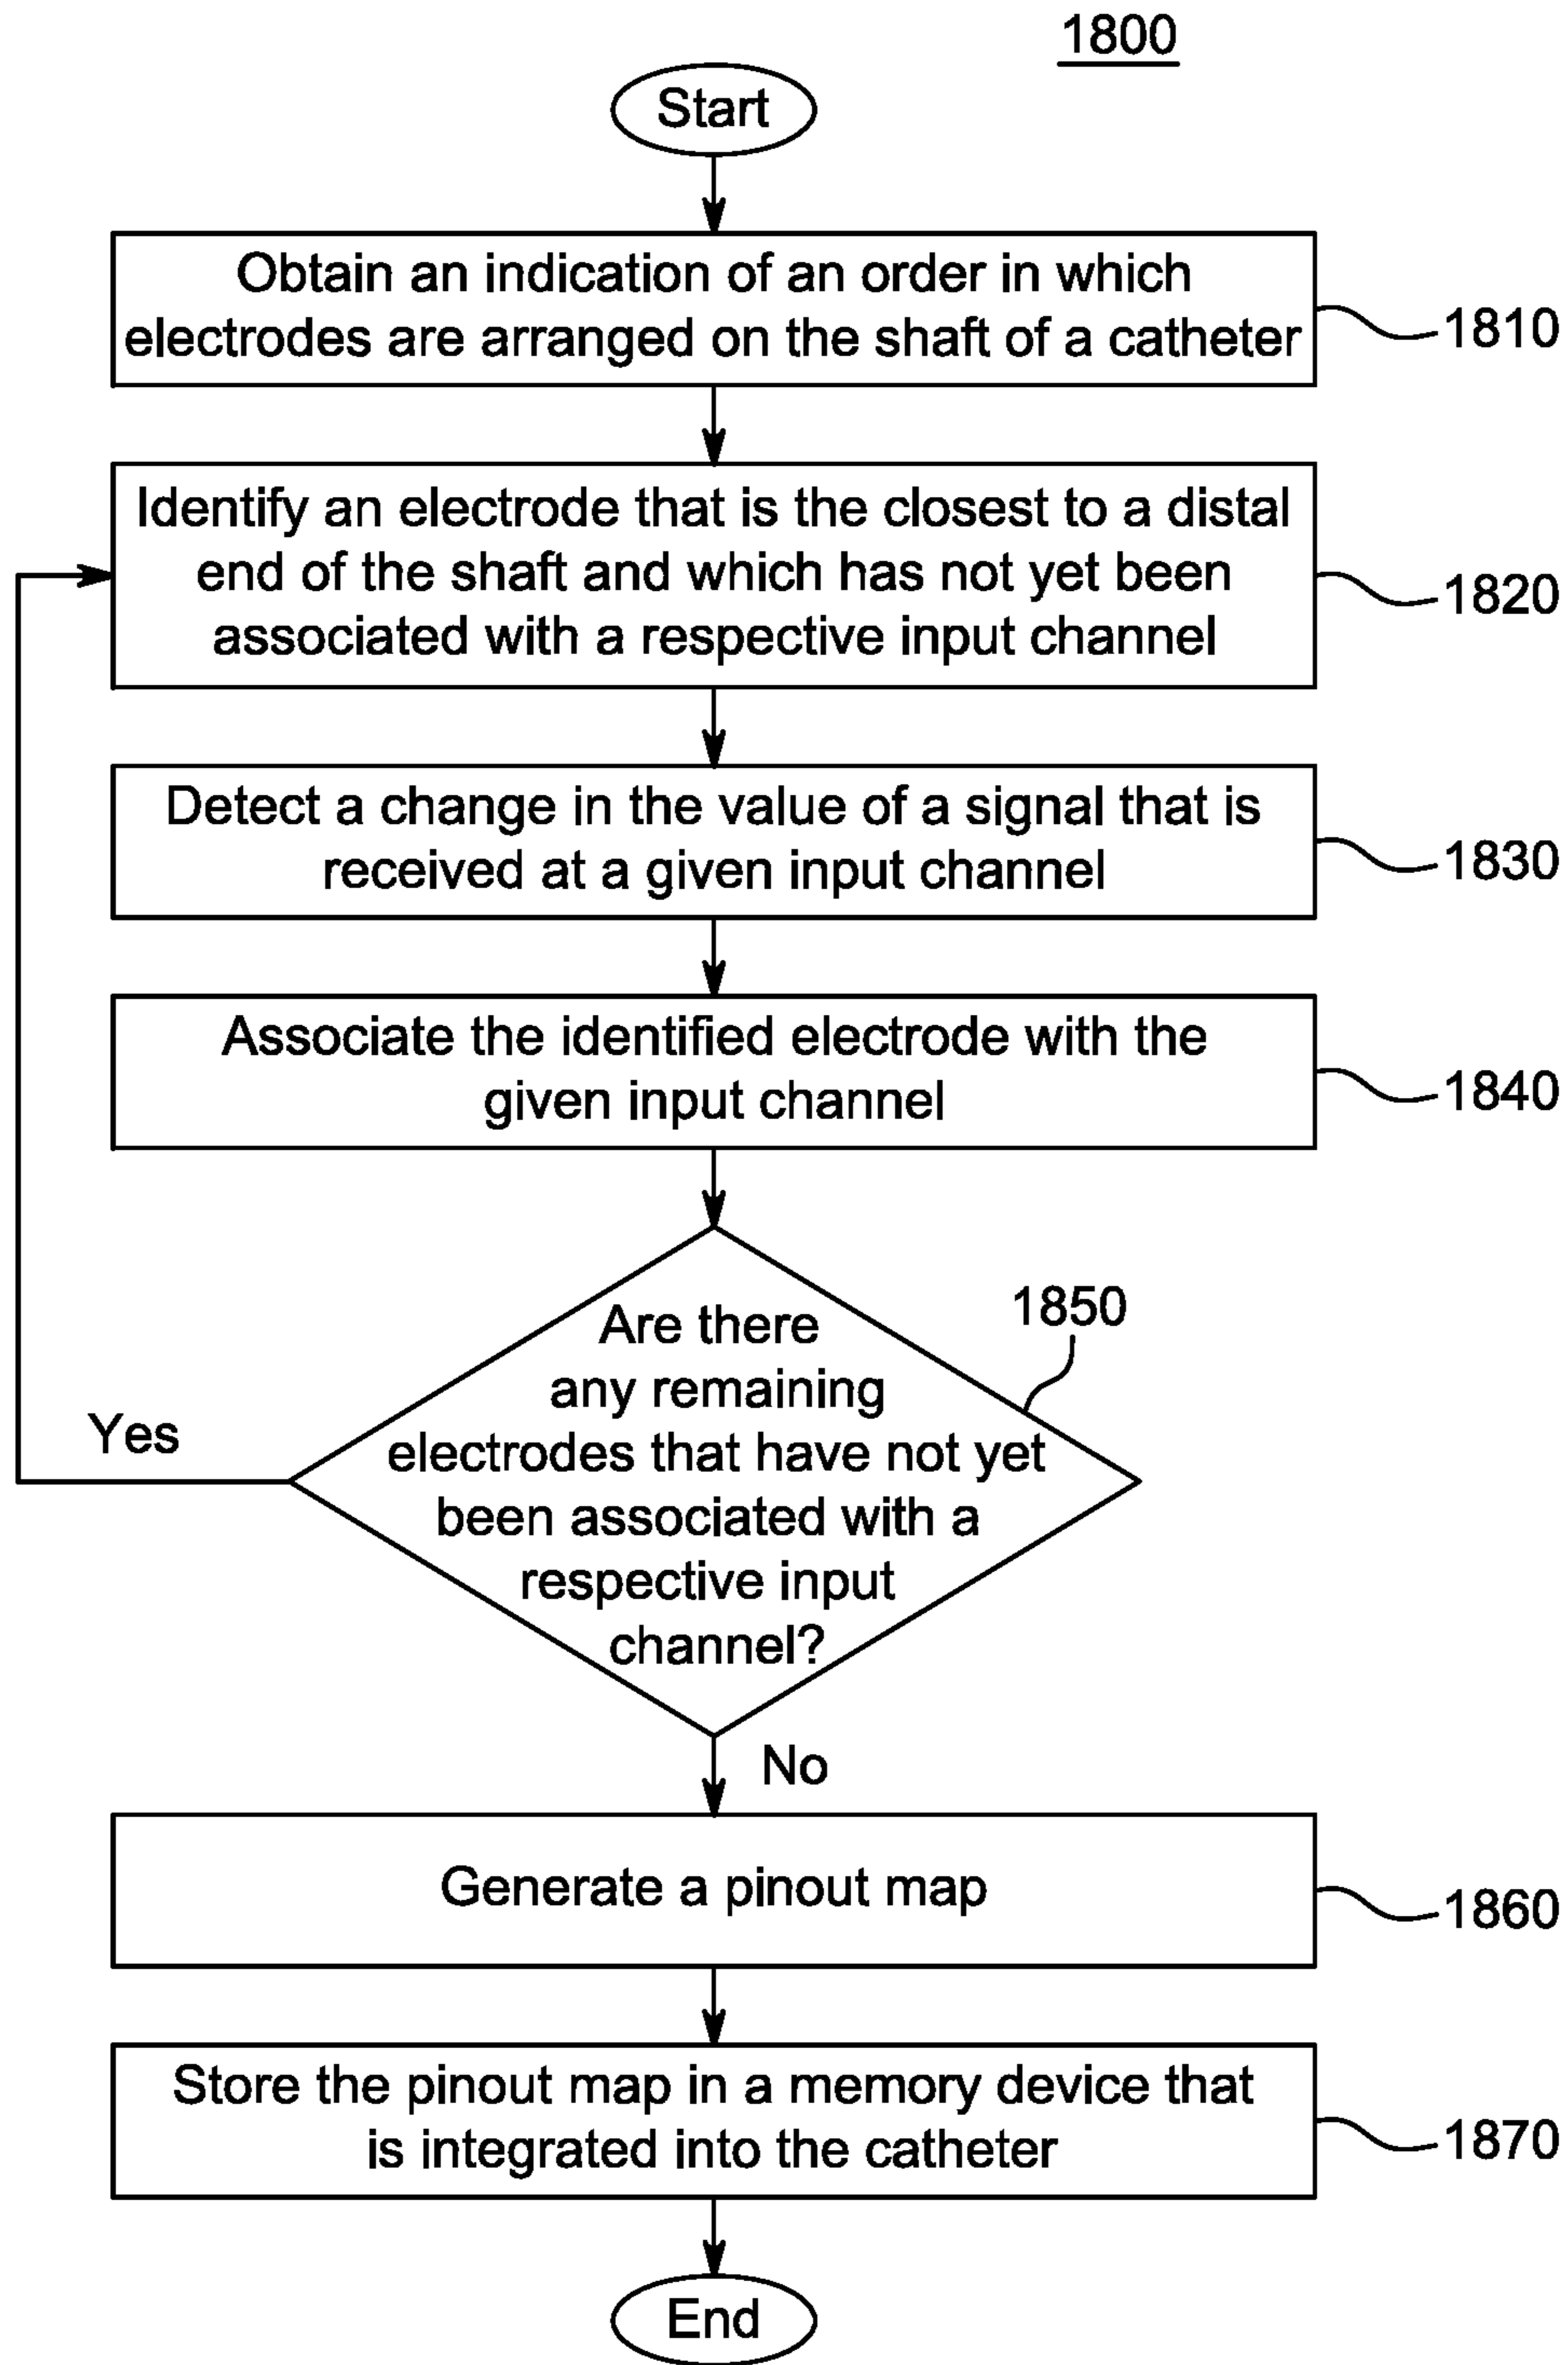 1800
Start
Obtain an indication of an order in which
electrodes are arranged on the shaft of a catheter
1810
Identify an electrode that is the closest to a distal
end of the shaft and which has not yet been
associated with a respective input channel
1820
Detect a change in the value of a signal that is
received at a given input channel
1830
Associate the identified electrode with the
given input channel
1840
Are there
any remaining
electrodes that have not yet
been associated with a
respective input
channel?
1850
Yes
No
Generate a pinout map
1860
Store the pinout map in a memory device that
is integrated into the catheter
1870
End